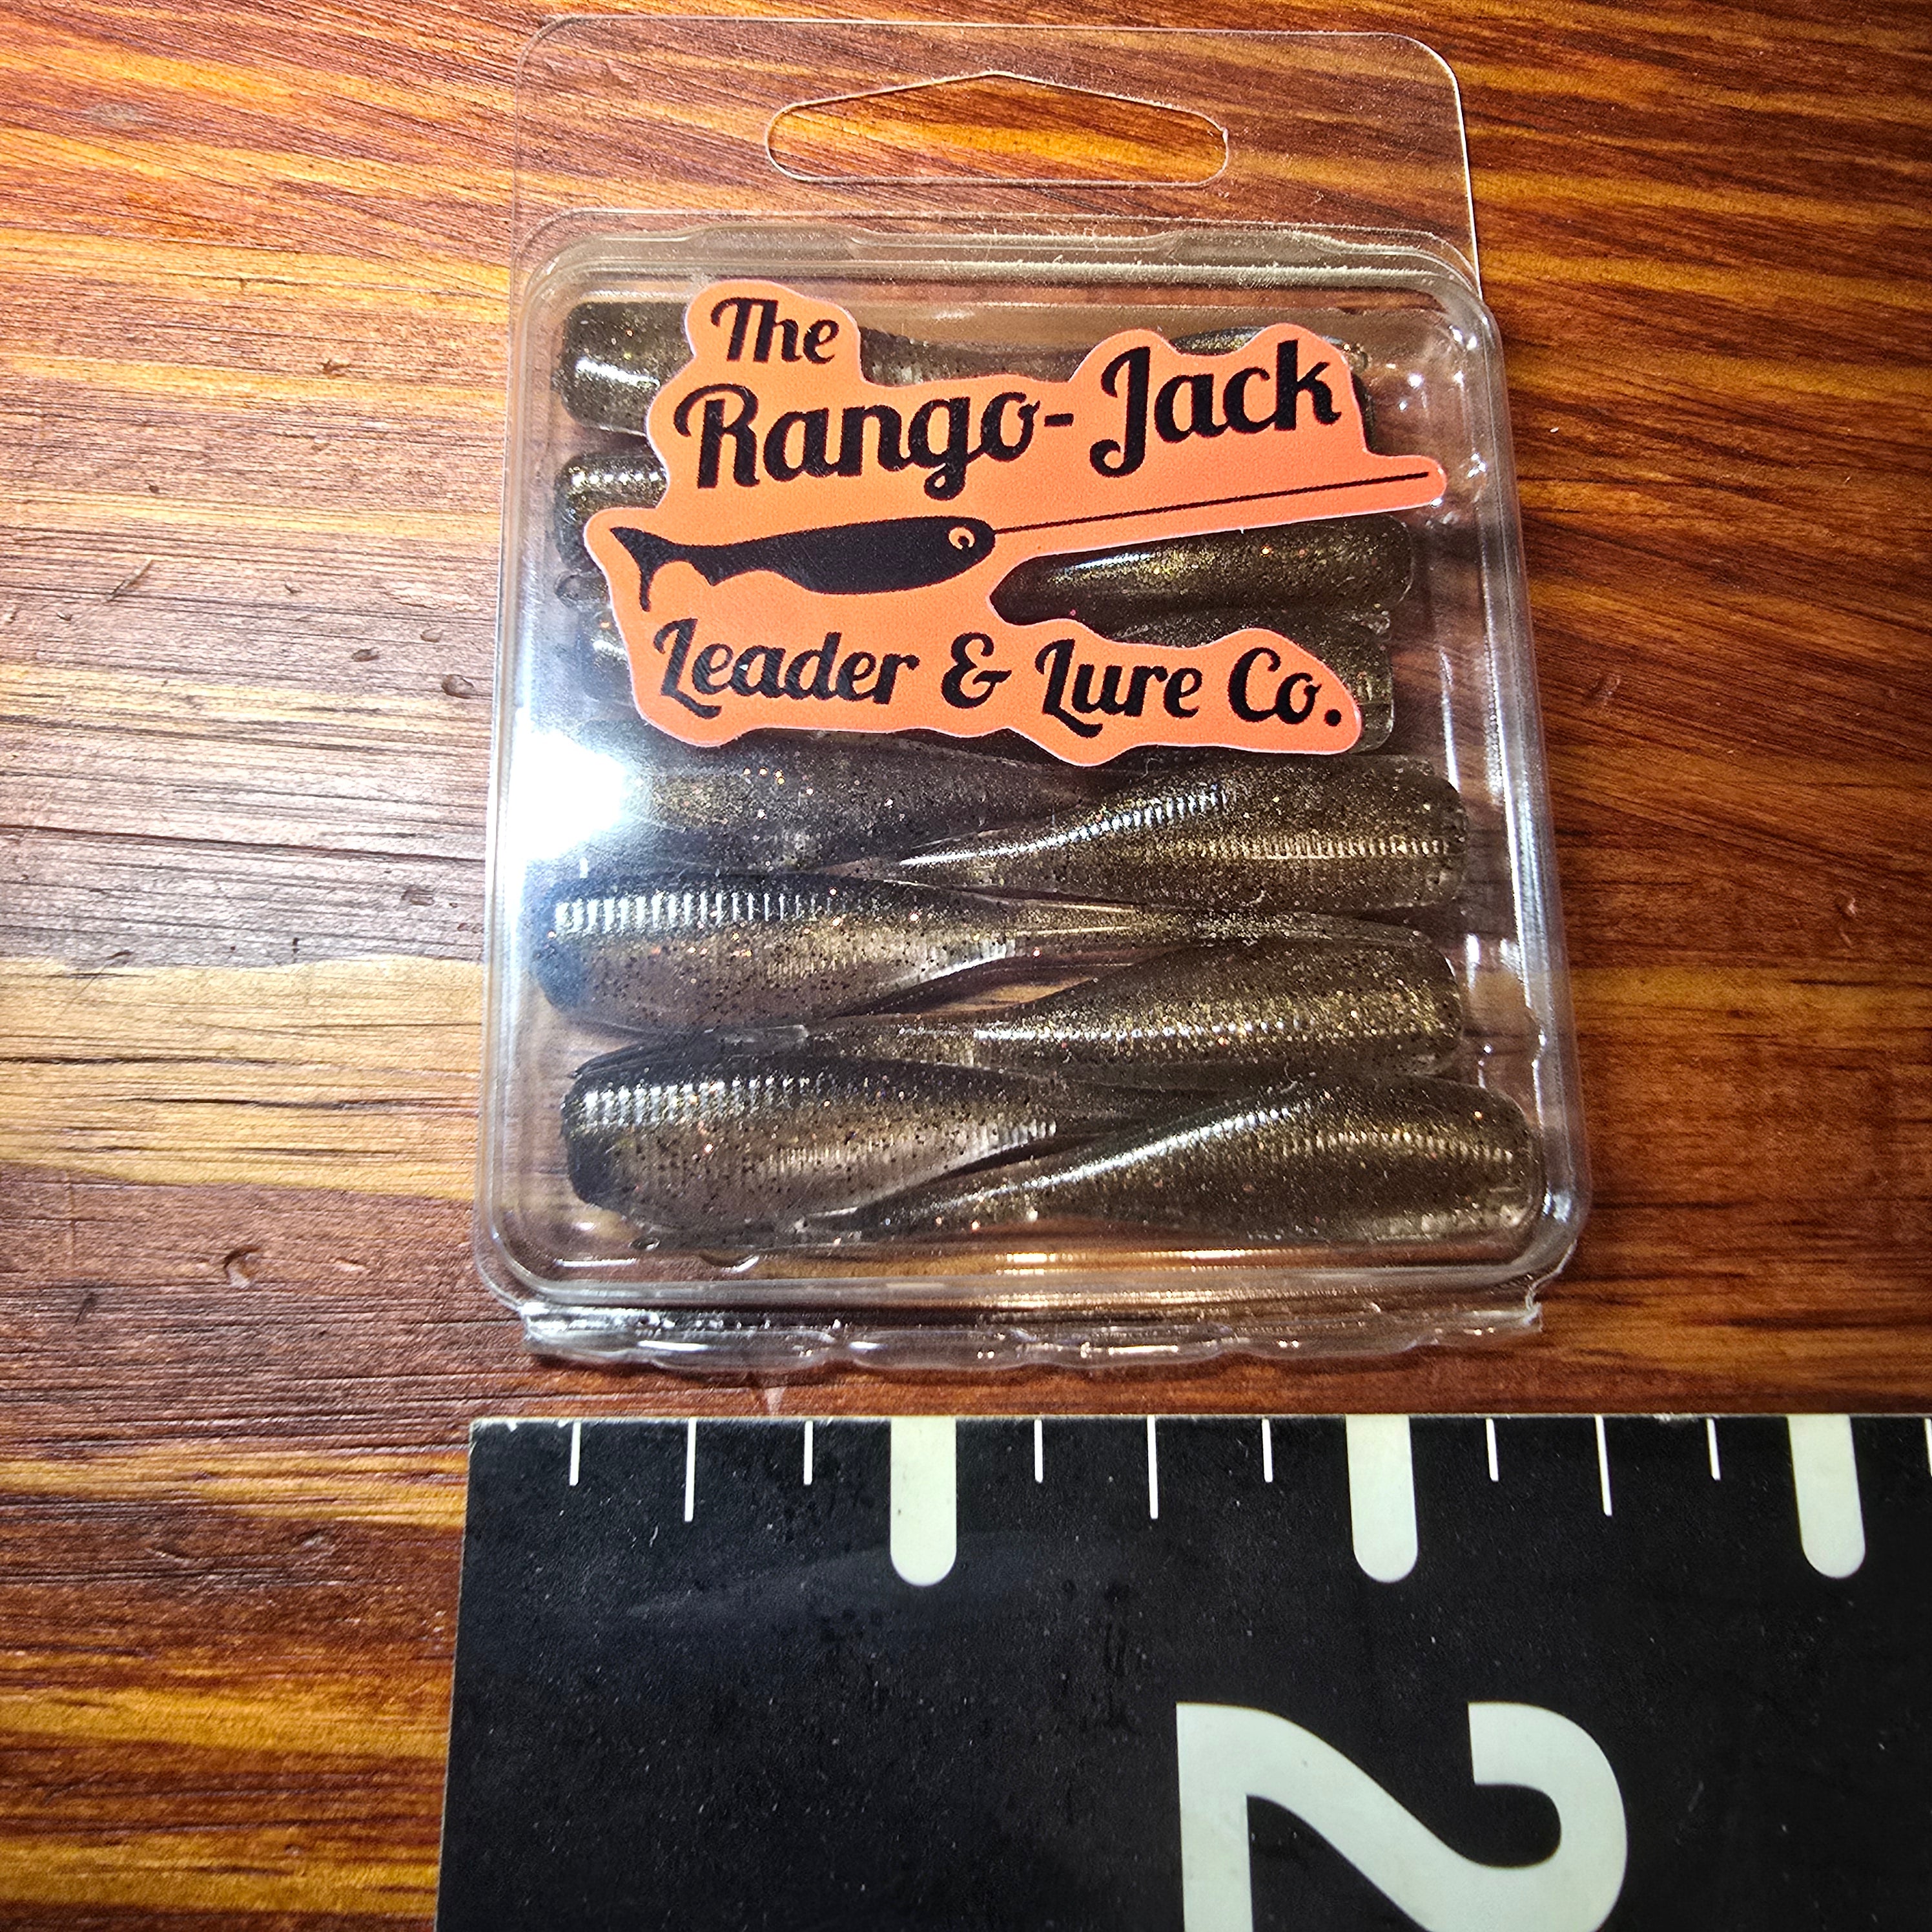 The
Rango-Jack
Leader & Lure Co.
2